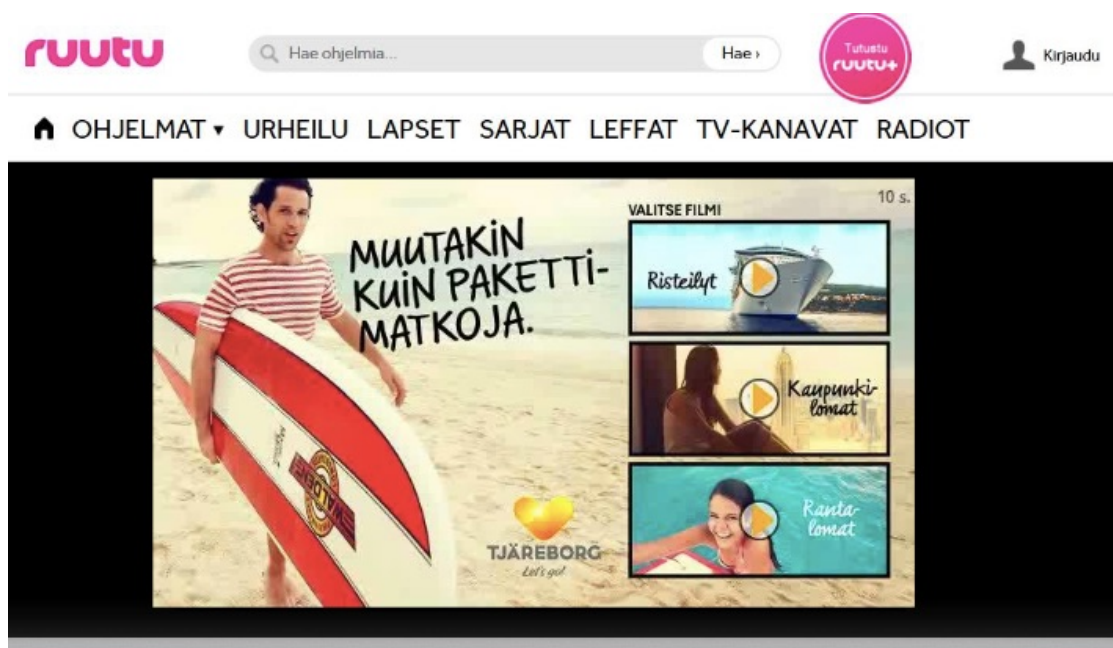 ruutu
Hae ohjelmia...
Hae ›
Tutustu
ruutu+
Kirjaudu
OHJELMAT ▾ URHEILU LAPSET SARJAT LEFFAT TV-KANAVAT RADIOT
10 s.
VALITSE FILMI
MUUTAKIN
KUIN PAKETTI-
MATKOJA.
Risteilyt
Kaupunki-
lomat
Ranta-
lomat
WALDEN
TJÄREBORG
Let's go!